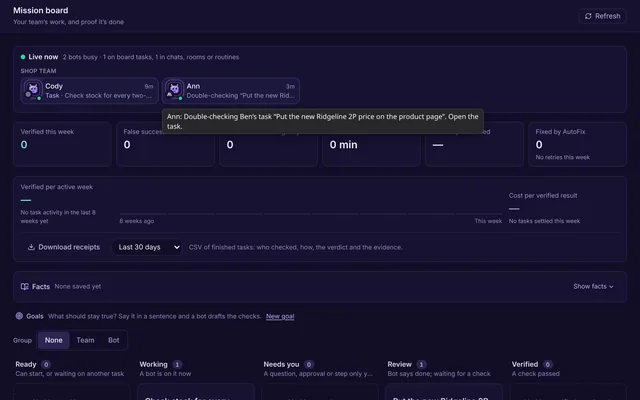 Mission board
Your team's work, and proof it's done
Refresh
Live now 2 bots busy · 1 on board tasks, 1 in chats, rooms or routines
SHOP TEAM
Cody 9m
Task · Check stock for every two-...
Ann 3m
Double-checking "Put the new Rid...
Ann: Double-checking Ben's task "Put the new Ridgeline 2P price on the product page". Open the
task.
Verified this week
0
False success
0
0
0 min
—
Fixed by AutoFix
0
No retries this week
Verified per active week
—
No task activity in the last 8
weeks yet
8 weeks ago
This week
Cost per verified result
—
No tasks settled this week
Download receipts
Last 30 days
CSV of finished tasks: who checked, how, the verdict and the evidence.
Facts None saved yet
Show facts
Goals What should stay true? Say it in a sentence and a bot drafts the checks. New goal
Group None Team Bot
Ready 0
Can start, or waiting on another task
Working 1
A bot is on it now
Needs you 0
A question, approval or step only y...
Review 1
Bot says done; waiting for a check
Verified 0
A check passed